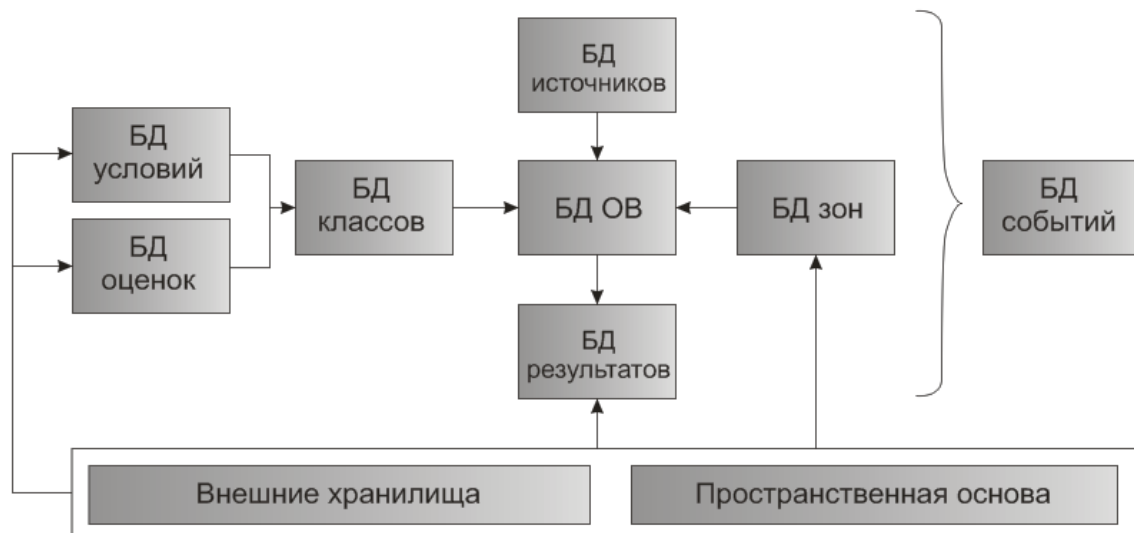 БД
источников
БД
условий
БД
классов
БД ОВ
БД зон
БД
событий
БД
оценок
БД
результатов
Внешние хранилища
Пространственная основа